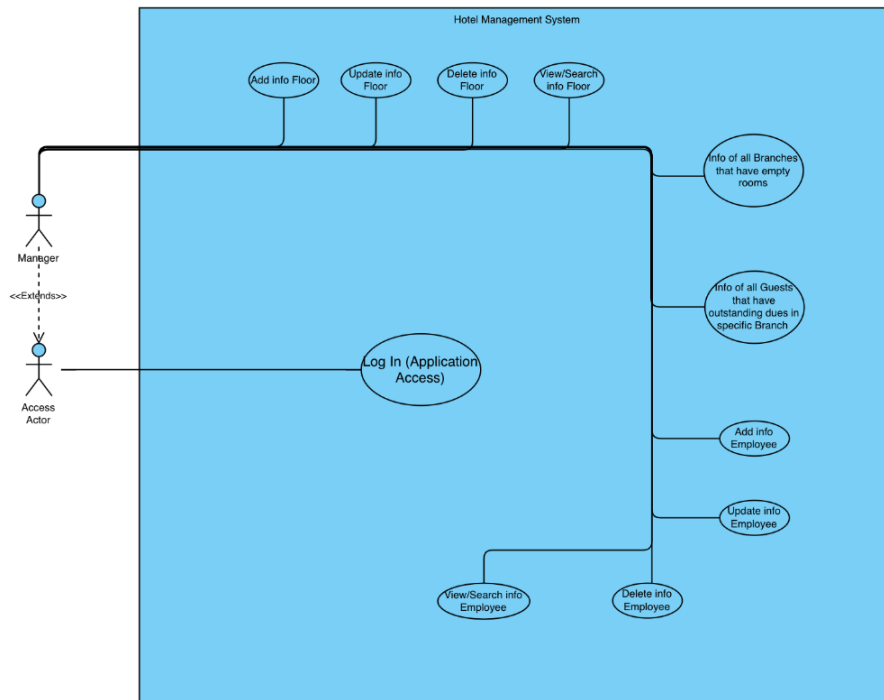 Hotel Management System
Add info Floor
Update info
Floor
Delete info
Floor
View/Search
info Floor
Info of all Branches
that have empty
rooms
Manager
<<Extends>>
Info of all Guests
that have
outstanding dues in
specific Branch
Log In (Application
Access)
Access
Actor
Add info
Employee
Update info
Employee
View/Search info
Employee
Delete info
Employee